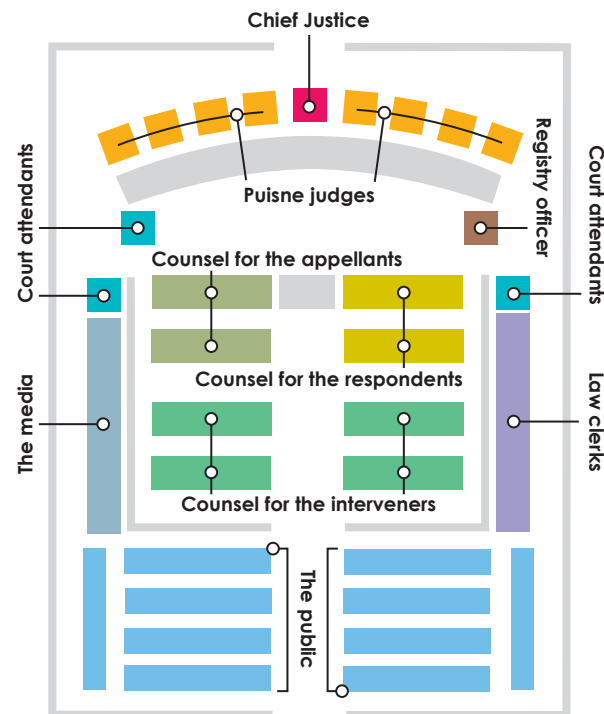 Chief Justice
Puisne judges
Court attendants
Registry officer
Court attendants
Counsel for the appellants
Counsel for the respondents
The media
Law clerks
Counsel for the interveners
The public